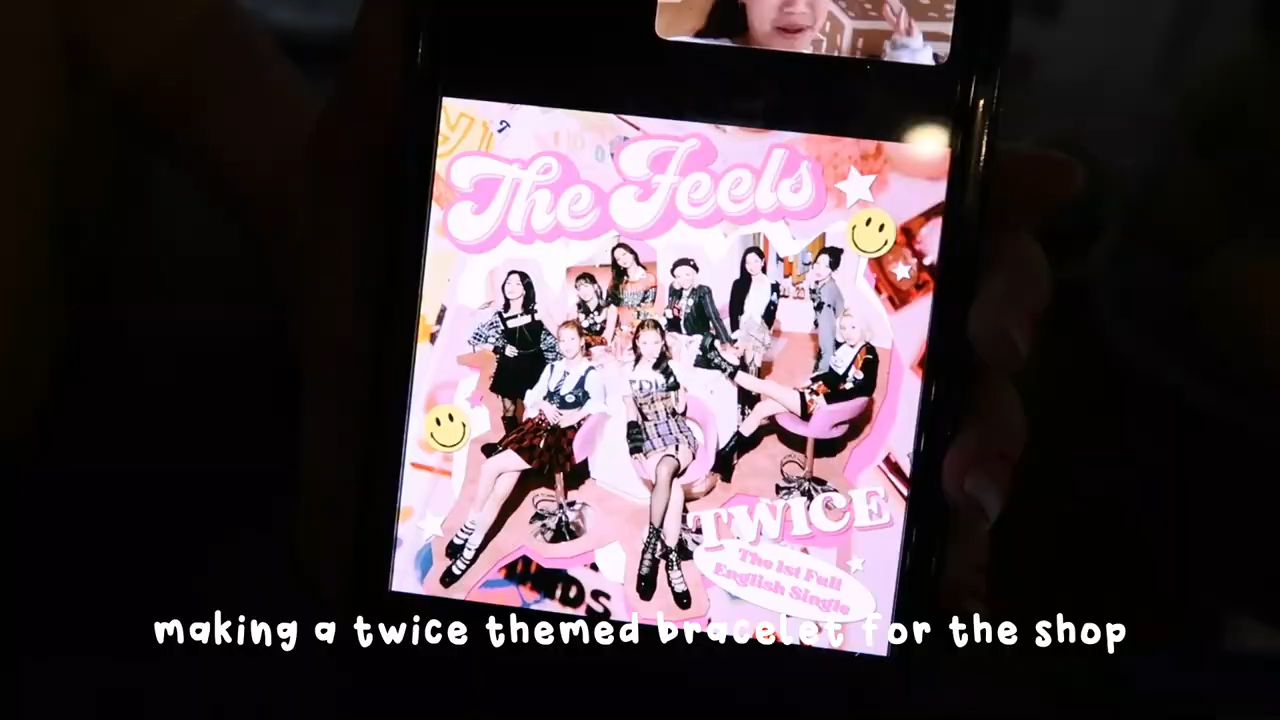 The Feels
TWICE
The 1st Full
English Single
making a twice themed bracelet for the shop